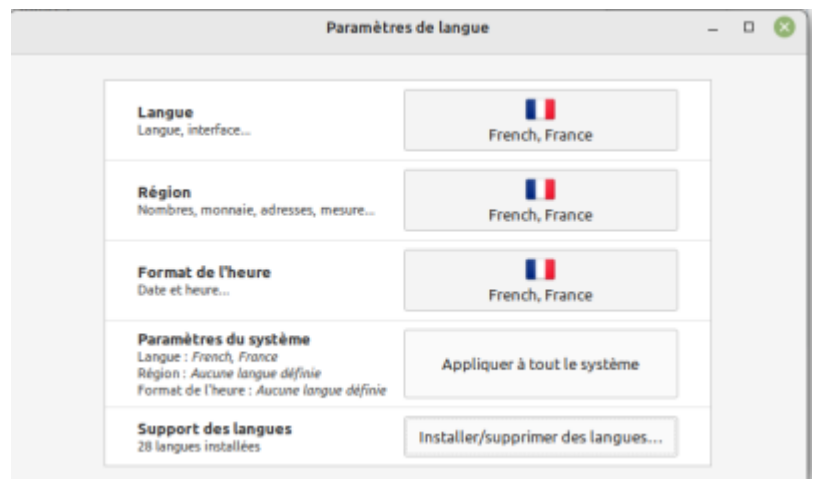 Paramètres de langue
Langue
Langue, interface...
French, France
Région
Nombres, monnaie, adresses, mesure...
French, France
Format de l'heure
Date et heure...
French, France
Paramètres du système
Langue : French, France
Région : Aucune langue définie
Format de l'heure : Aucune langue définie
Appliquer à tout le système
Support des langues
28 langues installées
Installer/supprimer des langues...